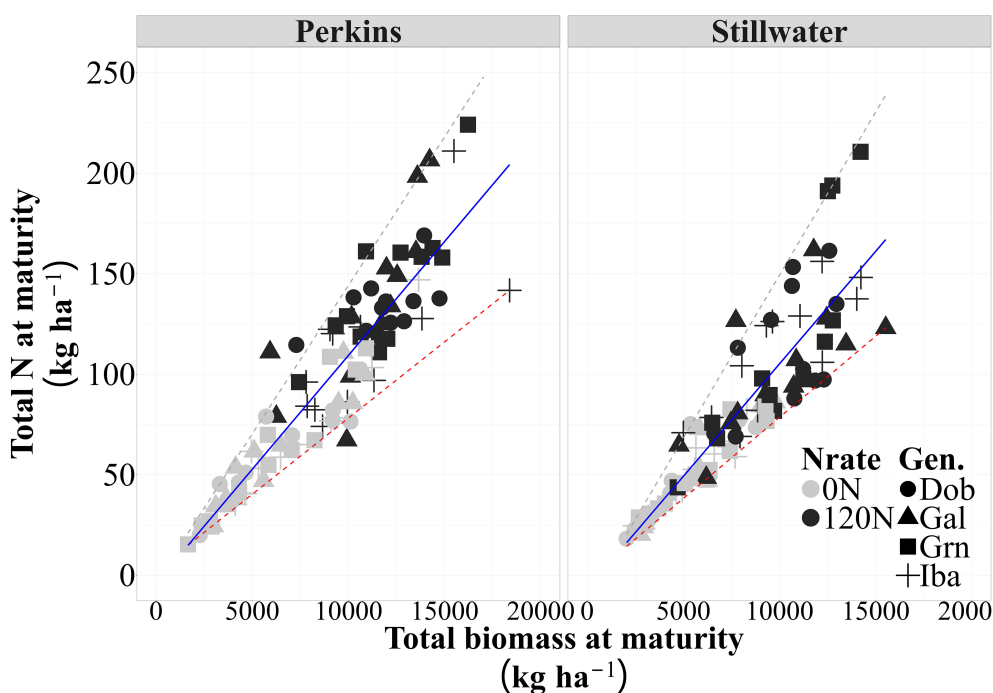 Perkins
Stillwater
Total N at maturity
(kg ha⁻¹)
250
200
150
100
50
0
Nrate
0N
120N
Gen.
Dob
Gal
Grn
Iba
0 5000 10000 15000 20000
0 5000 10000 15000 20000
Total biomass at maturity
(kg ha⁻¹)